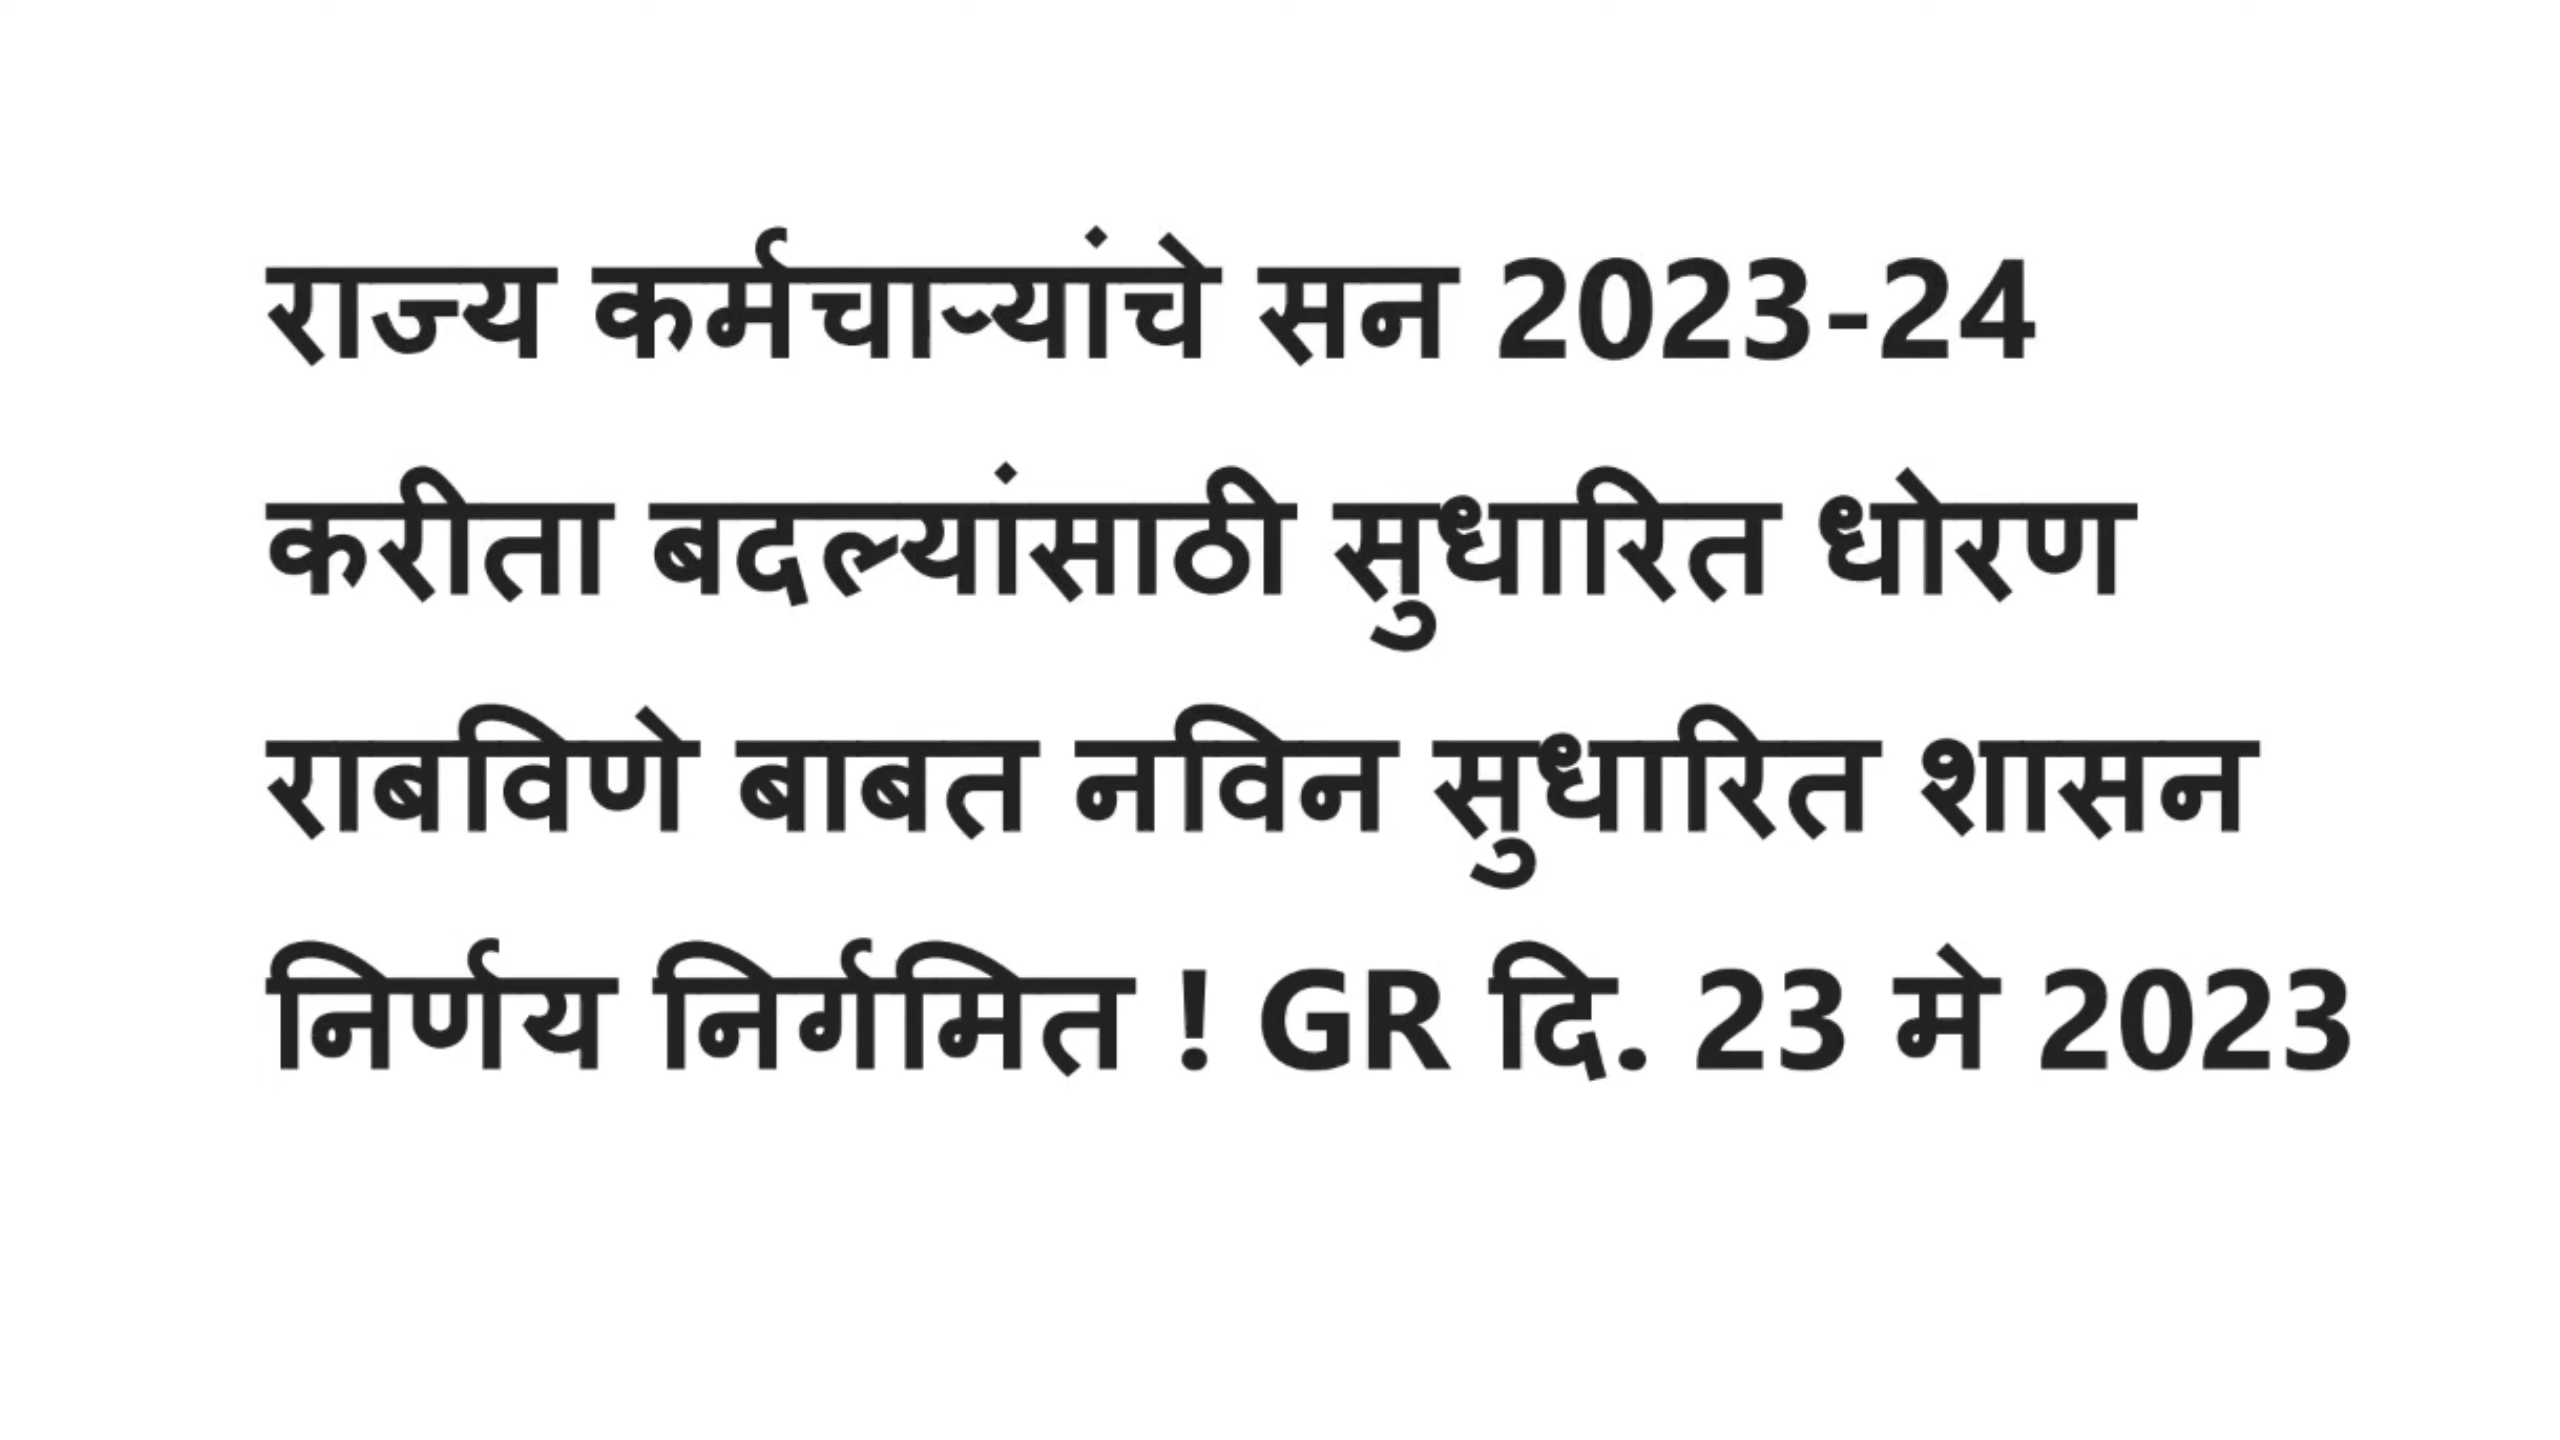 राज्य कर्मचाऱ्यांचे सन 2023-24
करीता बदल्यांसाठी सुधारित धोरण
राबविणे बाबत नविन सुधारित शासन
निर्णय निर्गमित ! GR दि. 23 मे 2023